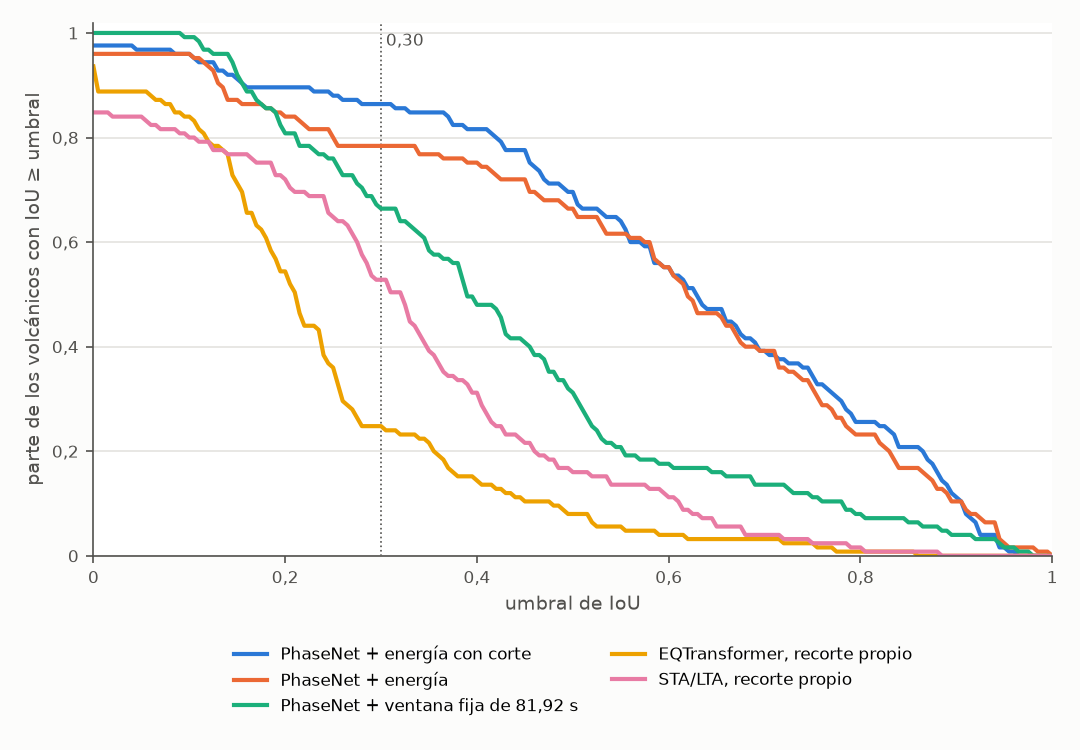 0,30
1
0,8
0,6
0,4
0,2
0
parte de los volcánicos con IoU ≥ umbral
0
0,2
0,4
0,6
0,8
1
umbral de IoU
PhaseNet + energía con corte
PhaseNet + energía
PhaseNet + ventana fija de 81,92 s
EQTransformer, recorte propio
STA/LTA, recorte propio